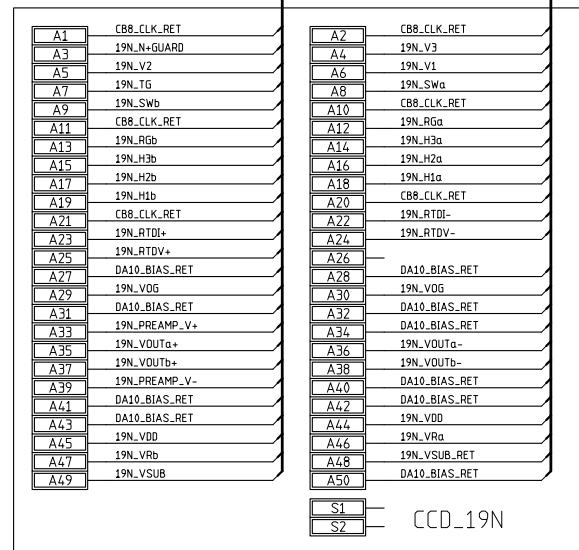 A1 CB8_CLK_RET
A3 19N_N+GUARD
A5 19N_V2
A7 19N_TG
A9 19N_SWb
A11 CB8_CLK_RET
A13 19N_RGb
A15 19N_H3b
A17 19N_H2b
A19 19N_H1b
A21 CB8_CLK_RET
A23 19N_RTDI+
A25 19N_RTDV+
A27 DA10_BIAS_RET
A29 19N_VOG
A31 DA10_BIAS_RET
A33 19N_PREAMP_V+
A35 19N_VOUTa+
A37 19N_VOUTb+
A39 19N_PREAMP_V-
A41 DA10_BIAS_RET
A43 DA10_BIAS_RET
A45 19N_VDD
A47 19N_VRb
A49 19N_VSUB
A2 CB8_CLK_RET
A4 19N_V3
A6 19N_V1
A8 19N_SWa
A10 CB8_CLK_RET
A12 19N_RGa
A14 19N_H3a
A16 19N_H2a
A18 19N_H1a
A20 CB8_CLK_RET
A22 19N_RTDI-
A24 19N_RTDV-
A26
A28 DA10_BIAS_RET
A30 19N_VOG
A32 DA10_BIAS_RET
A34 DA10_BIAS_RET
A36 19N_VOUTa-
A38 19N_VOUTb-
A40 DA10_BIAS_RET
A42 DA10_BIAS_RET
A44 19N_VDD
A46 19N_VRa
A48 19N_VSUB_RET
A50 DA10_BIAS_RET
S1
S2
CCD_19N